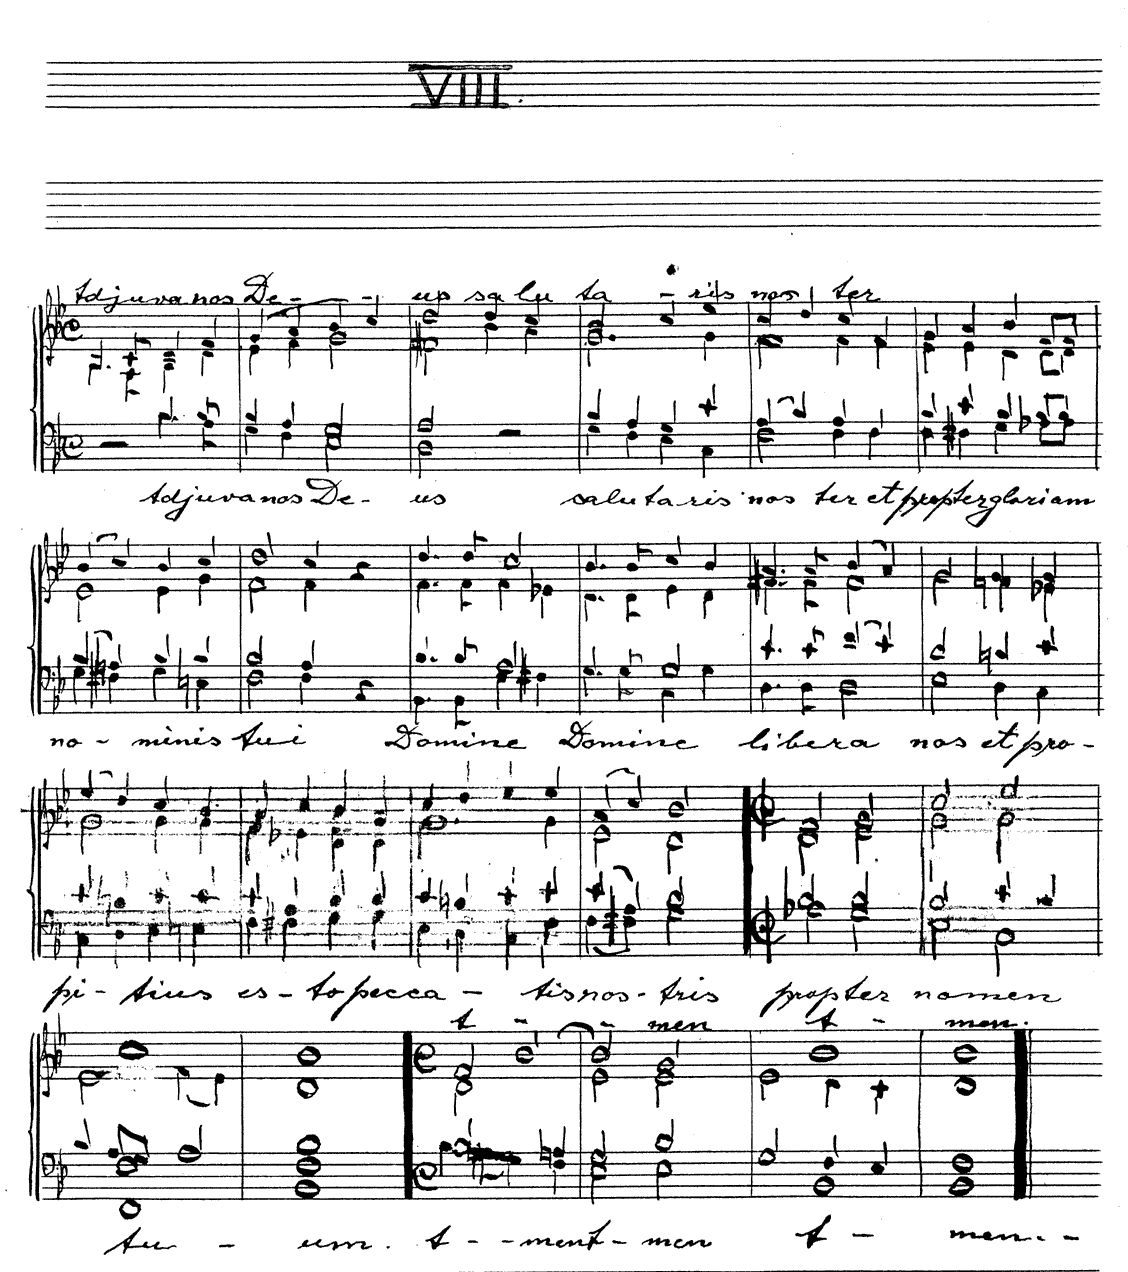 VIII.
Adjuva nos De - - - us salu ta - ris nos ter
Adjuva nos De - us salutaris nos ter et propter gloriam
no - minis tui Domine Domine libera nos et pro -
pi - tius es - to pecca - tis nos - tris propter nomen
A - - men A - men.
tu - um. A - - men A - men A - men. -